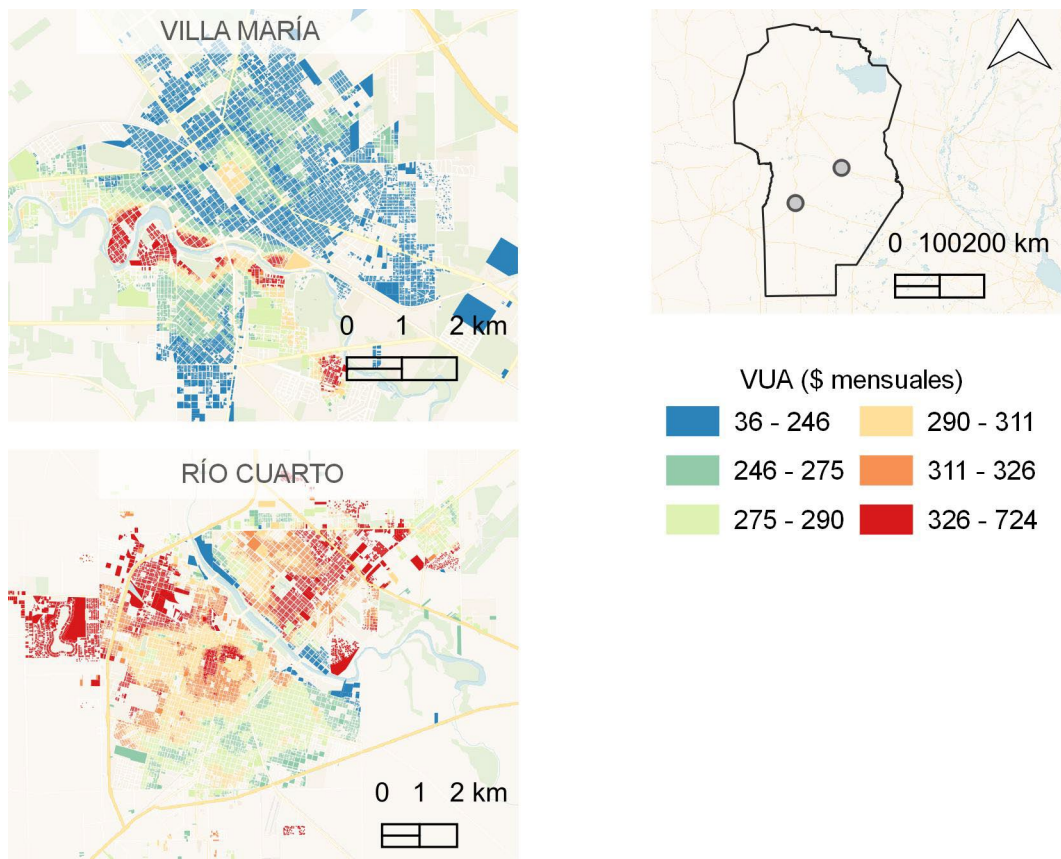 VILLA MARÍA
0 1 2 km
RÍO CUARTO
0 1 2 km
0 100200 km
VUA ($ mensuales)
36 - 246
290 - 311
246 - 275
311 - 326
275 - 290
326 - 724